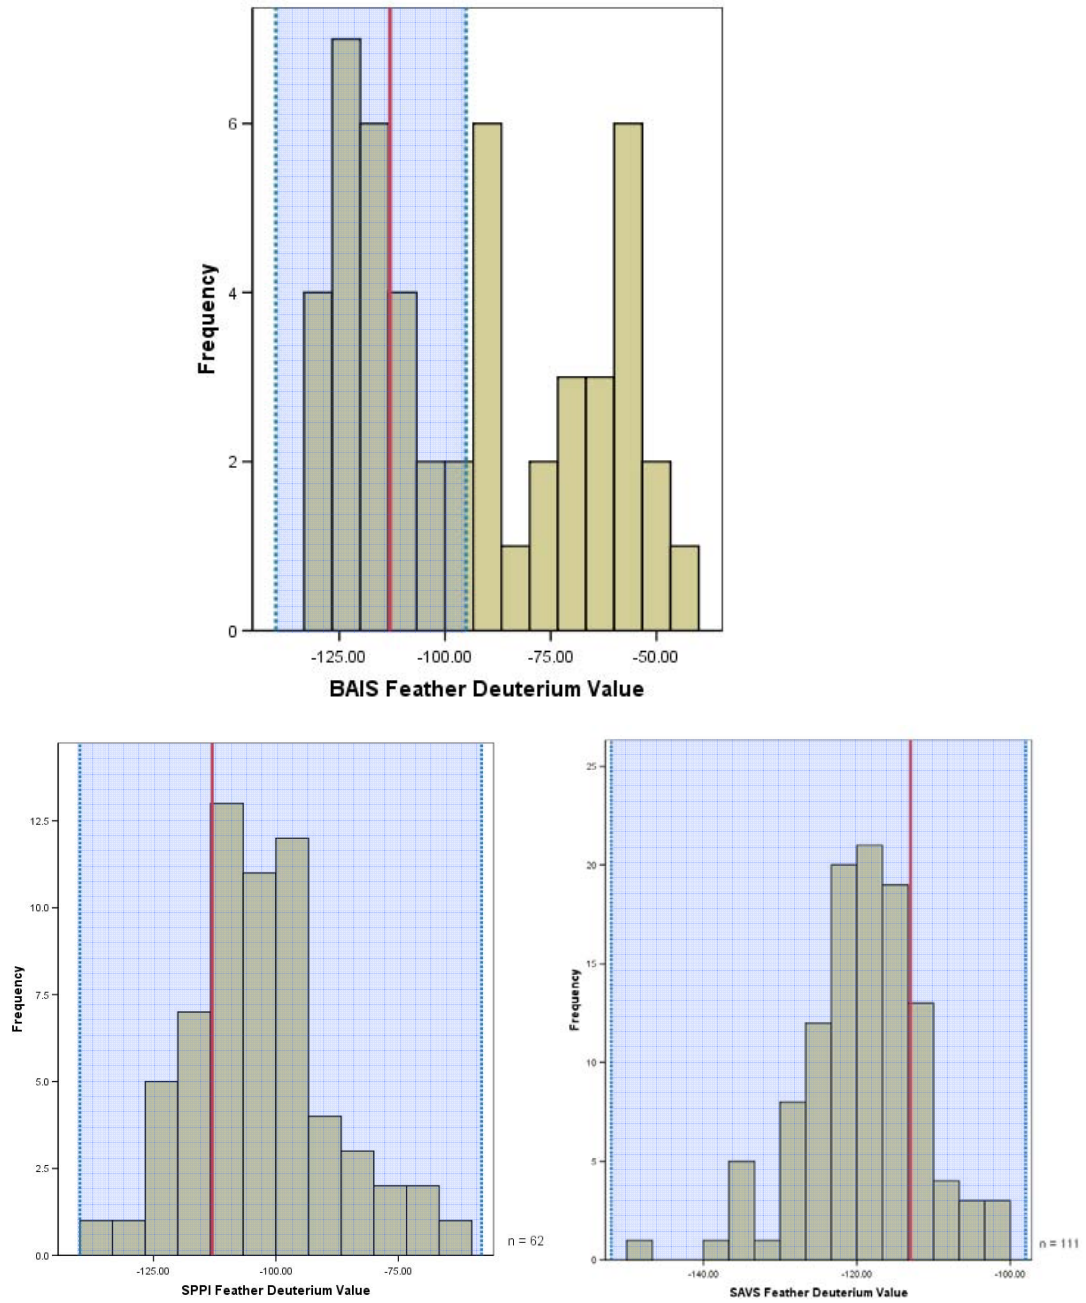 6
4
2
0
Frequency
-125.00 -100.00 -75.00 -50.00
BAIS Feather Deuterium Value
12.5
10.0
7.5
5.0
2.5
0.0
Frequency
-125.00 -100.00 -75.00
SPPI Feather Deuterium Value
n = 62
25
20
15
10
5
0
Frequency
-140.00 -120.00 -100.00
SAVS Feather Deuterium Value
n = 111